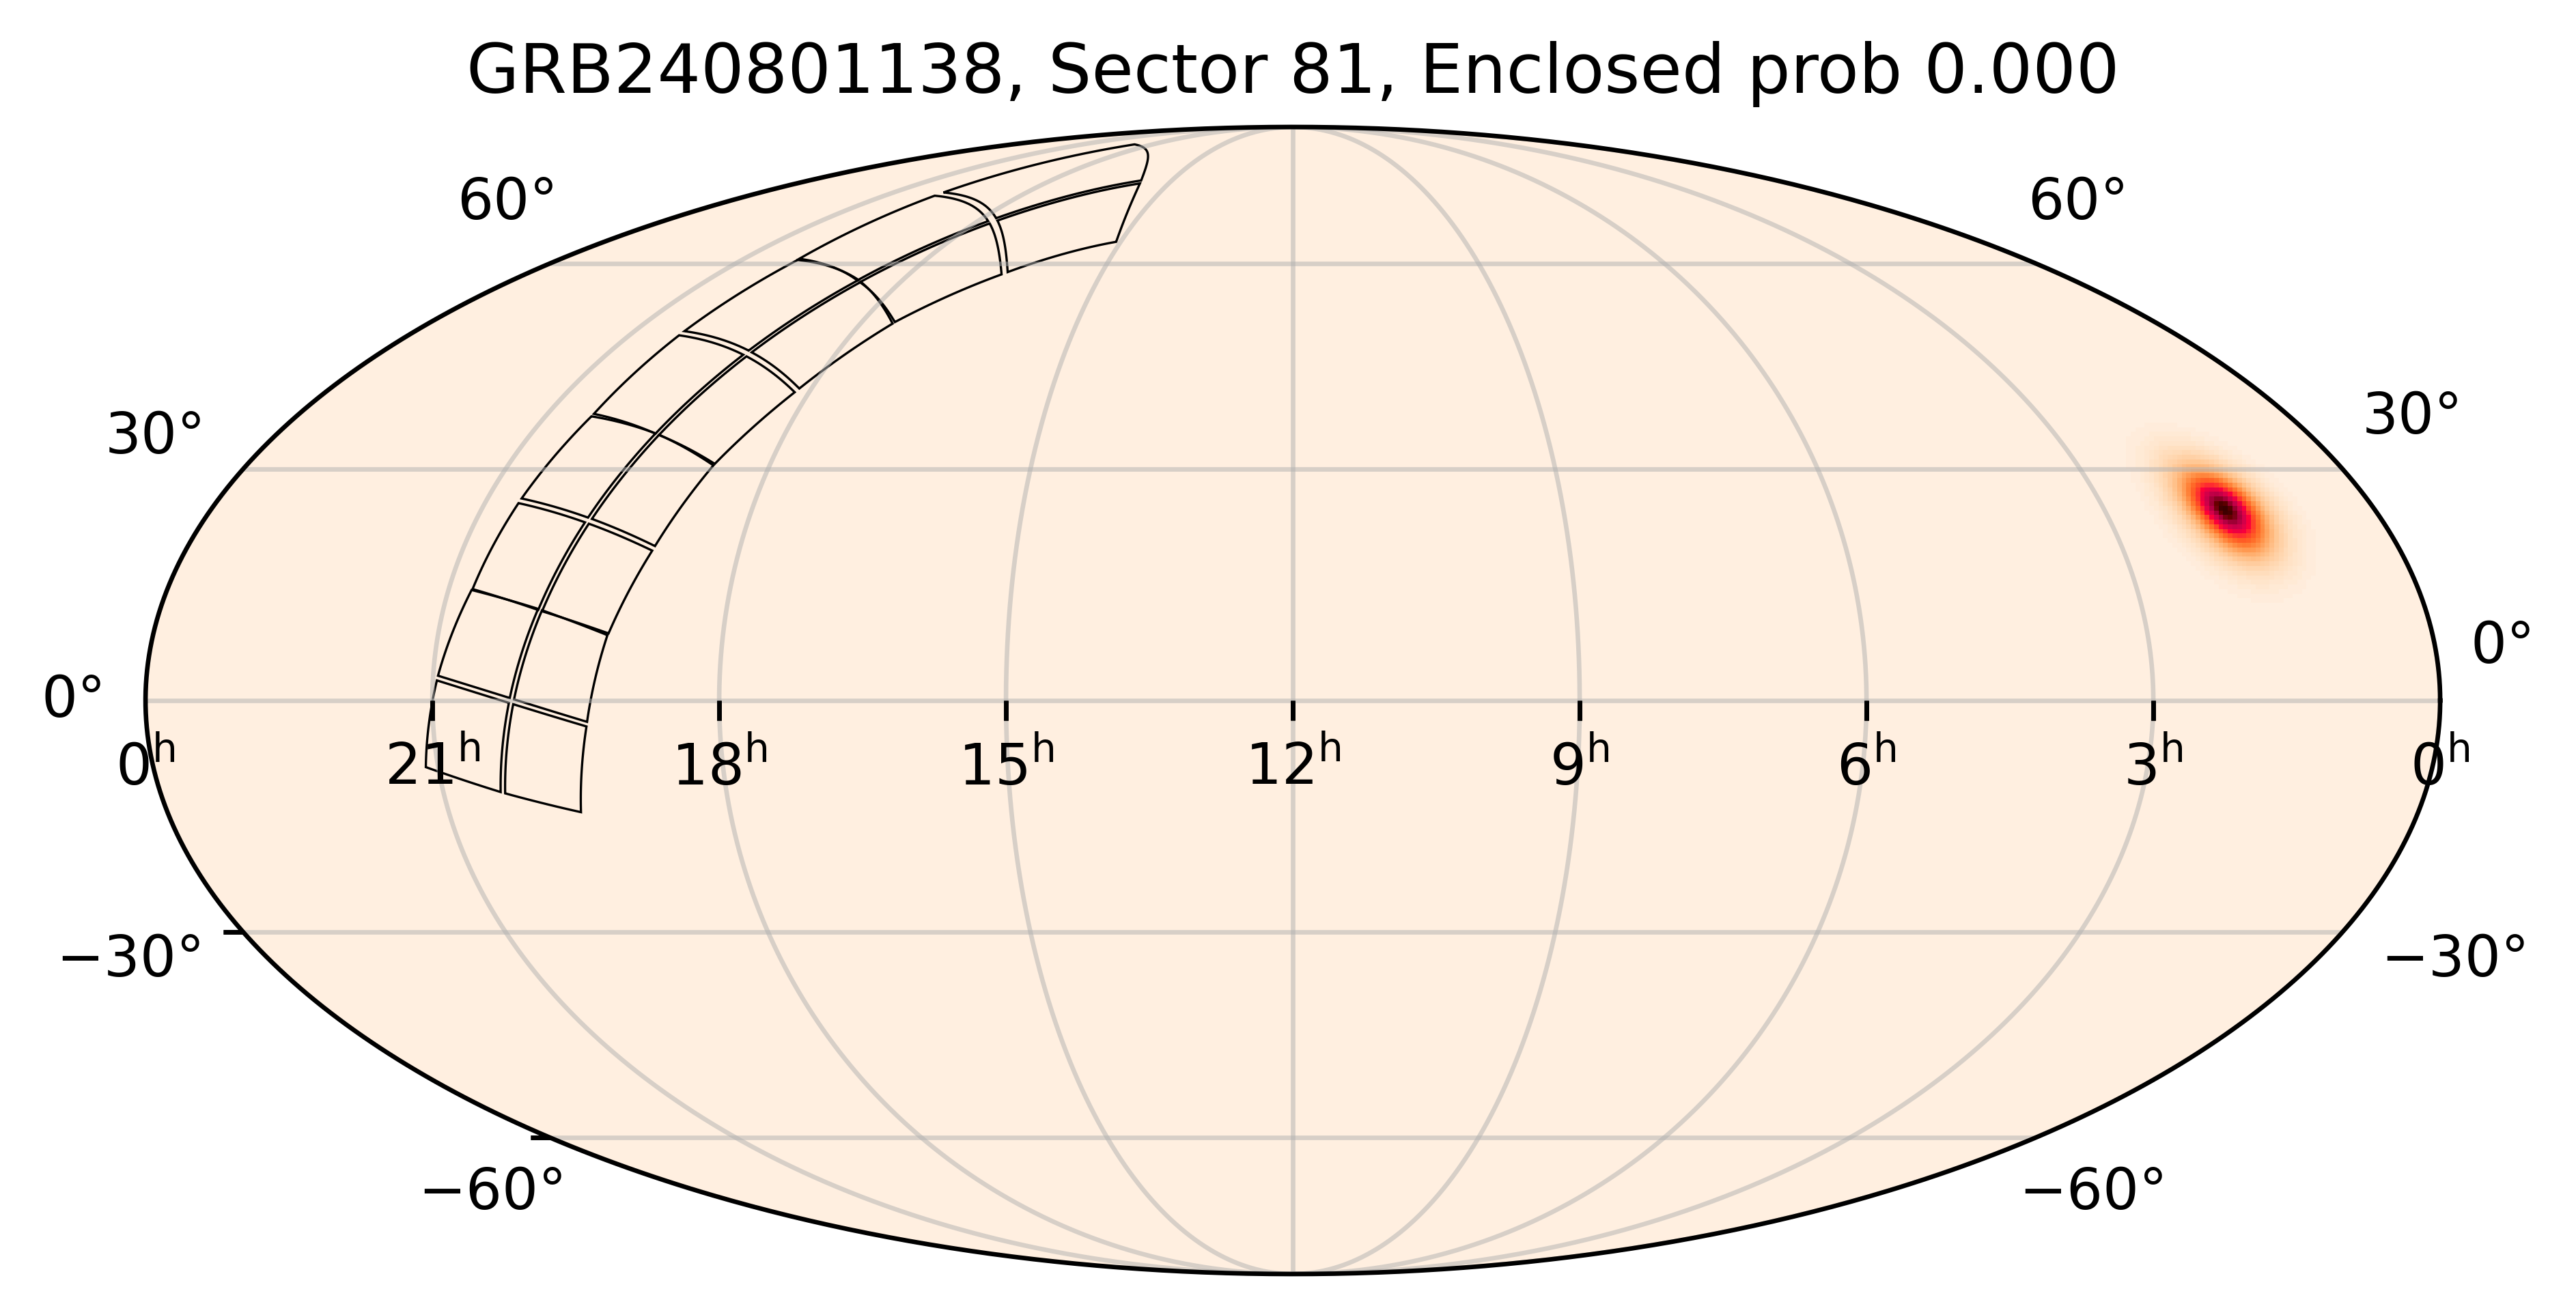 GRB240801138, Sector 81, Enclosed prob 0.000
60° 60°
30° 30°
0° 0°
0ʰ 21ʰ 18ʰ 15ʰ 12ʰ 9ʰ 6ʰ 3ʰ 0ʰ
−30° −30°
−60° −60°